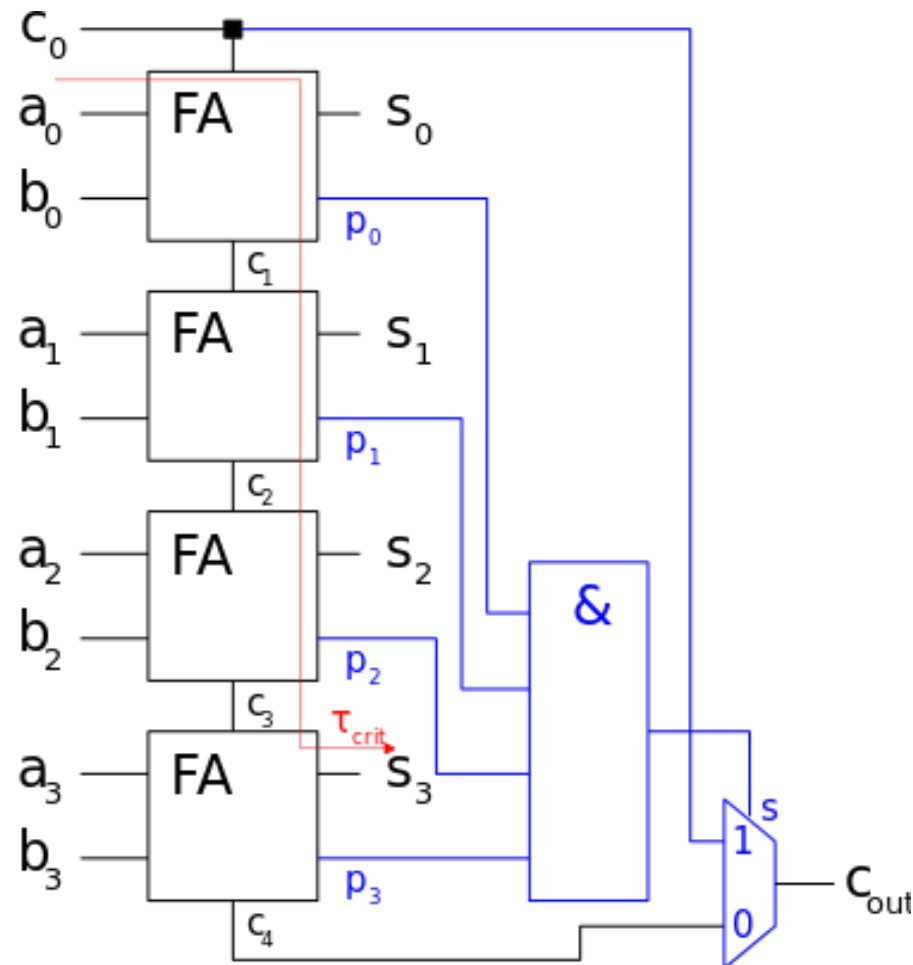 c0
a0 FA s0
b0 p0
c1
a1 FA s1
b1 p1
c2
a2 FA s2
b2 p2
&
c3 τcrit
a3 FA s3
b3 p3
s
1
cout
0
c4